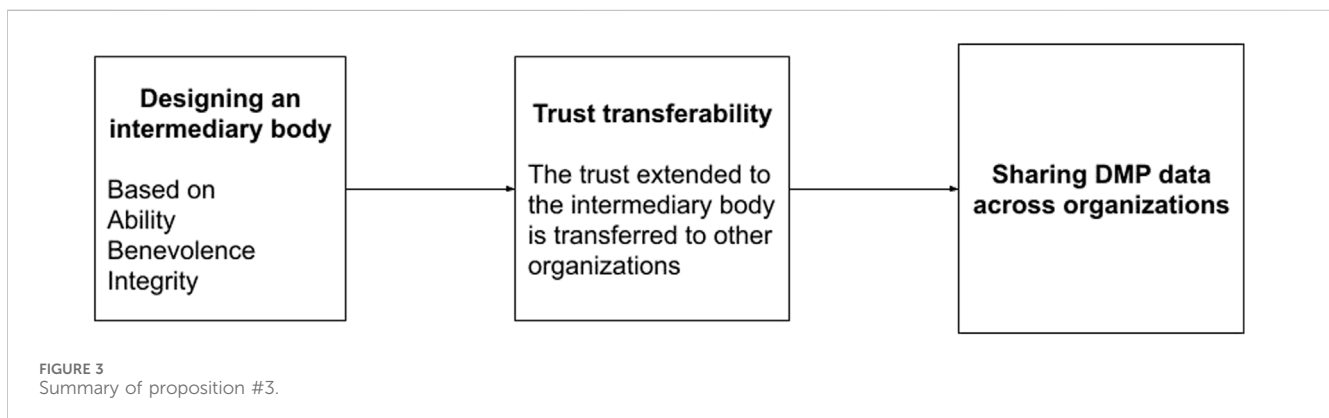 Designing an
intermediary body
Based on
Ability
Benevolence
Integrity
Trust transferability
The trust extended to
the intermediary body
is transferred to other
organizations
Sharing DMP data
across organizations
FIGURE 3
Summary of proposition #3.